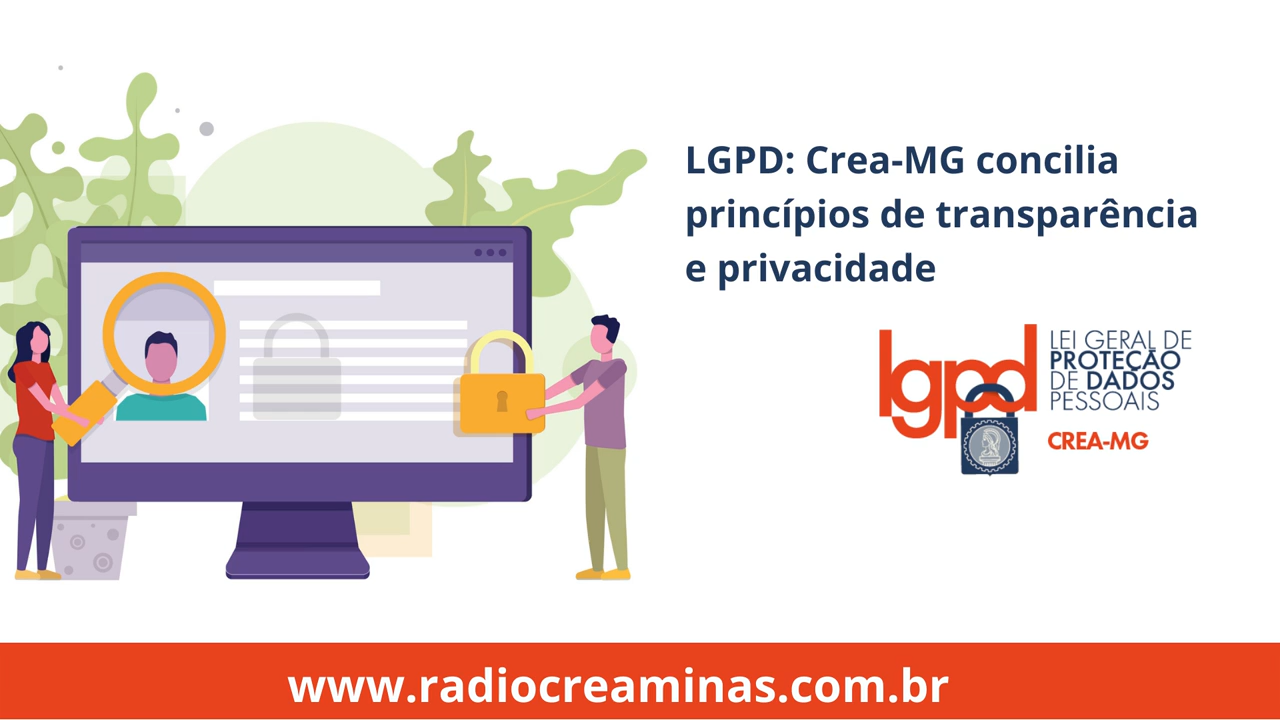 LGPD: Crea-MG concilia
princípios de transparência
e privacidade
lgpd
LEI GERAL DE
PROTEÇÃO
DE DADOS
PESSOAIS
CREA-MG
www.radiocreaminas.com.br